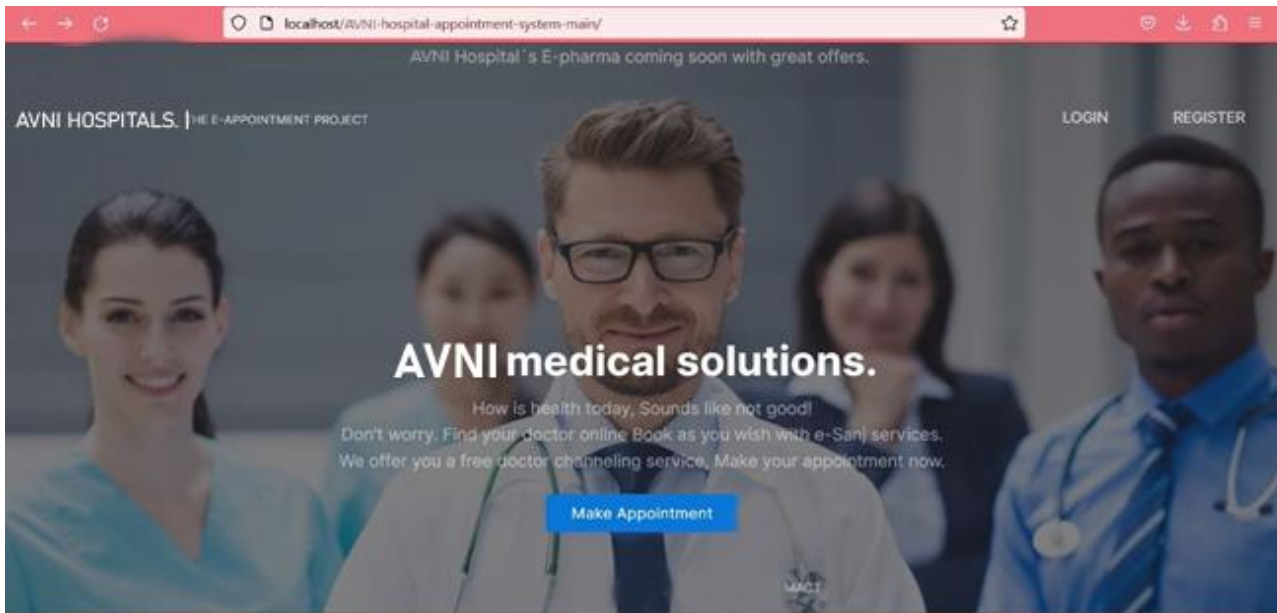 localhost/AVNI-hospital-appointment-system-main/
AVNI Hospital`s E-pharma coming soon with great offers.
AVNI HOSPITALS. |HE E-APPOINTMENT PROJECT
LOGIN
REGISTER
AVNI medical solutions.
How is health today, Sounds like not good!
Don't worry. Find your doctor online Book as you wish with e-Sanj services.
We offer you a free doctor channeling service, Make your appointment now.
Make Appointment